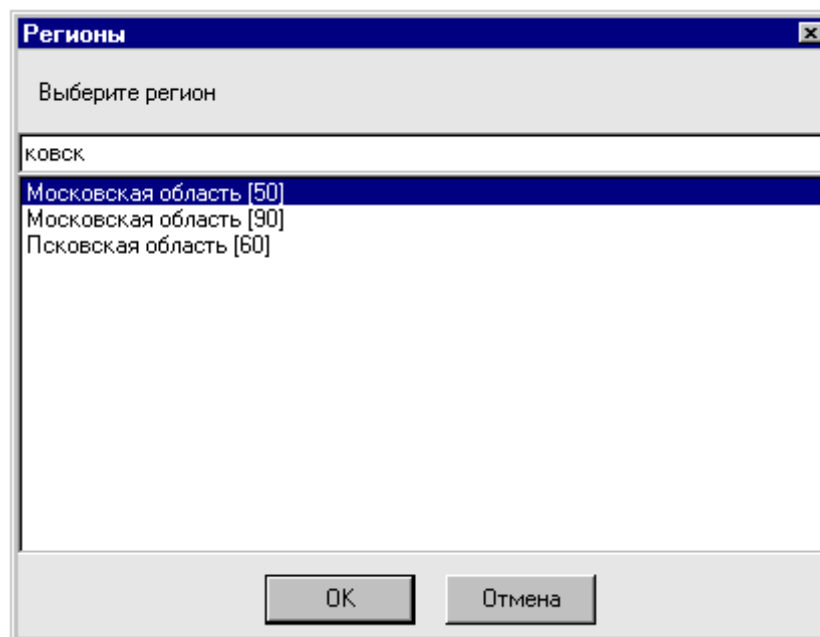 Регионы
Выберите регион
ковск
Московская область [50]
Московская область [90]
Псковская область [60]
OK
Отмена